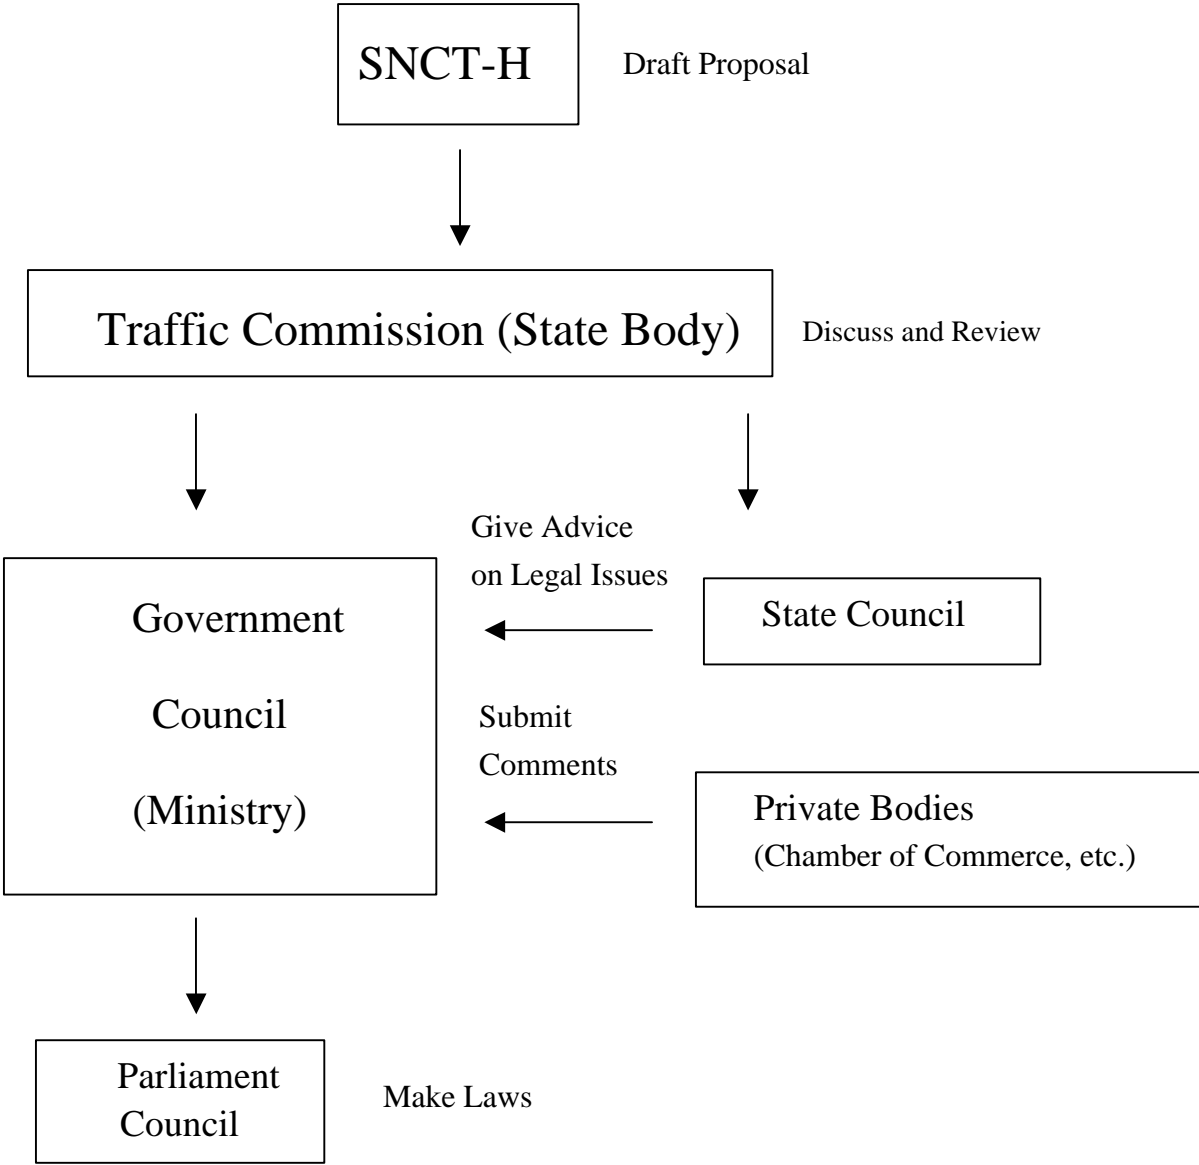 SNCT-H
Draft Proposal
Traffic Commission (State Body)
Discuss and Review
Give Advice
on Legal Issues
Government
Council
(Ministry)
State Council
Submit
Comments
Private Bodies
(Chamber of Commerce, etc.)
Parliament
Council
Make Laws